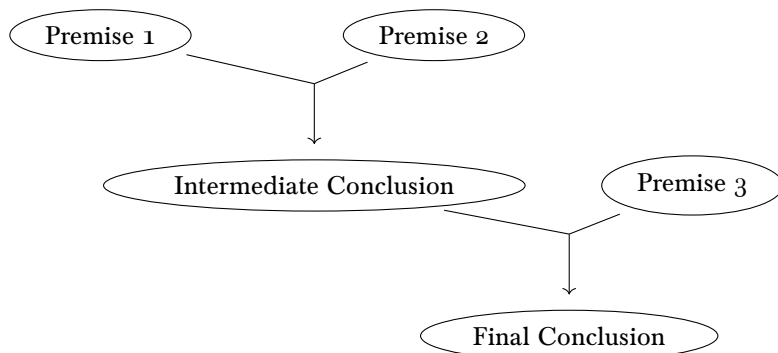 Premise 1
Premise 2
Intermediate Conclusion
Premise 3
Final Conclusion